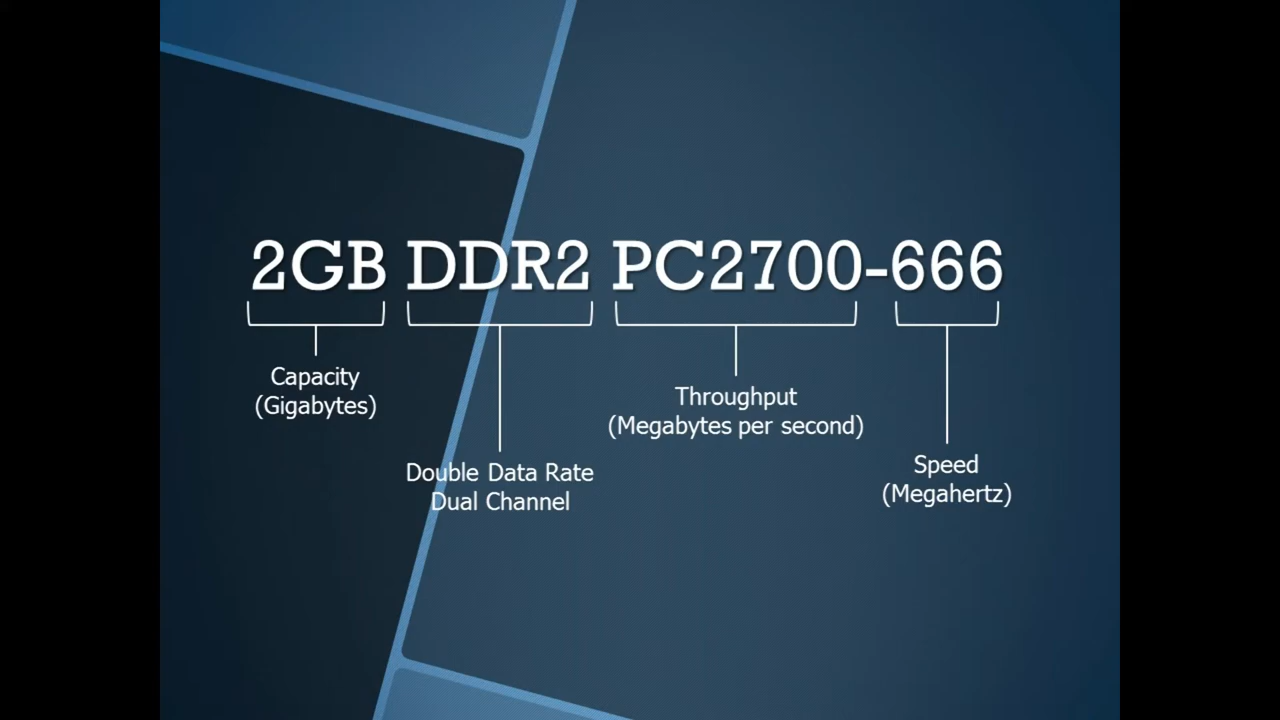 2GB DDR2 PC2700-666
Capacity
(Gigabytes)
Double Data Rate
Dual Channel
Throughput
(Megabytes per second)
Speed
(Megahertz)